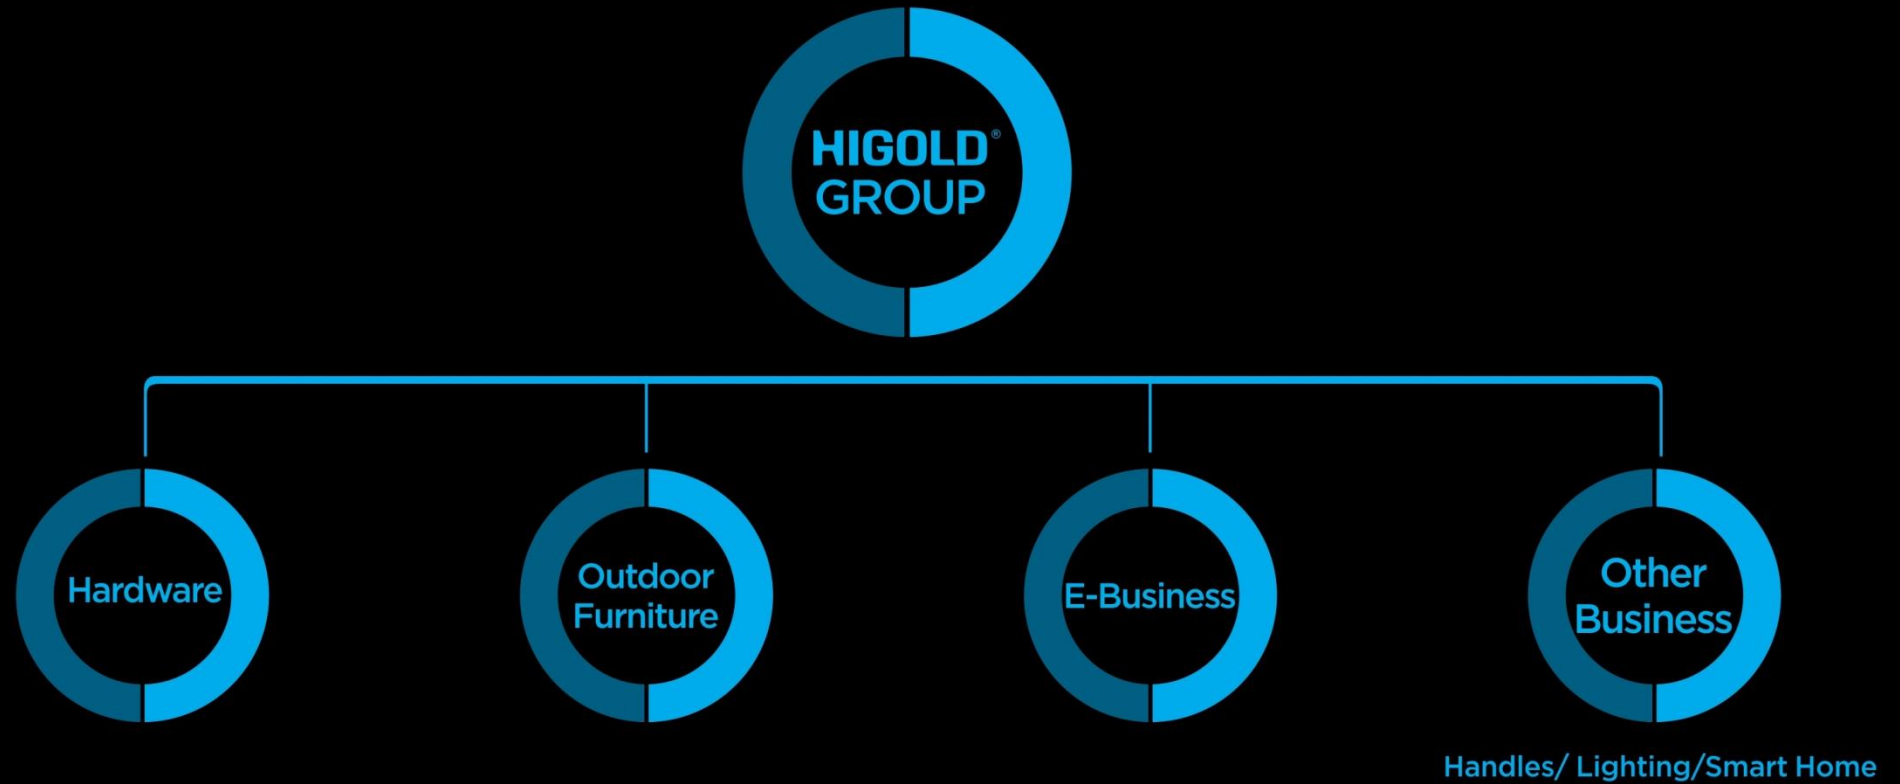 HIGOLD®
GROUP
Hardware
Outdoor
Furniture
E-Business
Other
Business
Handles/ Lighting/Smart Home